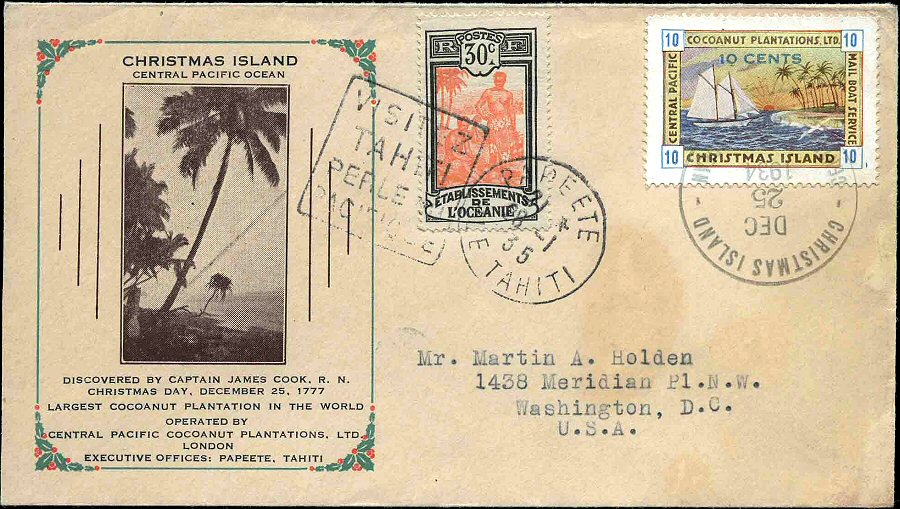 CHRISTMAS ISLAND
CENTRAL PACIFIC OCEAN
DISCOVERED BY CAPTAIN JAMES COOK, R. N.
CHRISTMAS DAY, DECEMBER 25, 1777
LARGEST COCOANUT PLANTATION IN THE WORLD
OPERATED BY
CENTRAL PACIFIC COCOANUT PLANTATIONS, LTD.
LONDON
EXECUTIVE OFFICES: PAPEETE, TAHITI
VISITEZ
TAHITI
PERLE
PACIFIQUE
POSTES
R F
30c
ÉTABLISSEMENTS
DE
L'OCÉANIE
PAPEETE
35
TAHITI
10 COCOANUT PLANTATIONS, LTD. 10
10 CENTS
CENTRAL PACIFIC
MAIL BOAT SERVICE
10 CHRISTMAS ISLAND 10
1934
25
DEC
CHRISTMAS ISLAND
Mr. Martin A. Holden
1438 Meridian Pl.N.W.
Washington, D.C.
U.S.A.